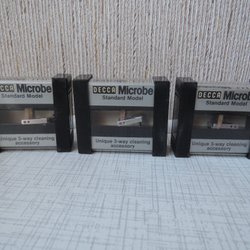 DECCA Microbe
Standard Model
Unique 3-way cleaning
accessory
DECCA Microbe
Standard Model
Unique 3-way cleaning
accessory
DECCA Microbe
Standard Model
Unique 3-way cleaning
accessory